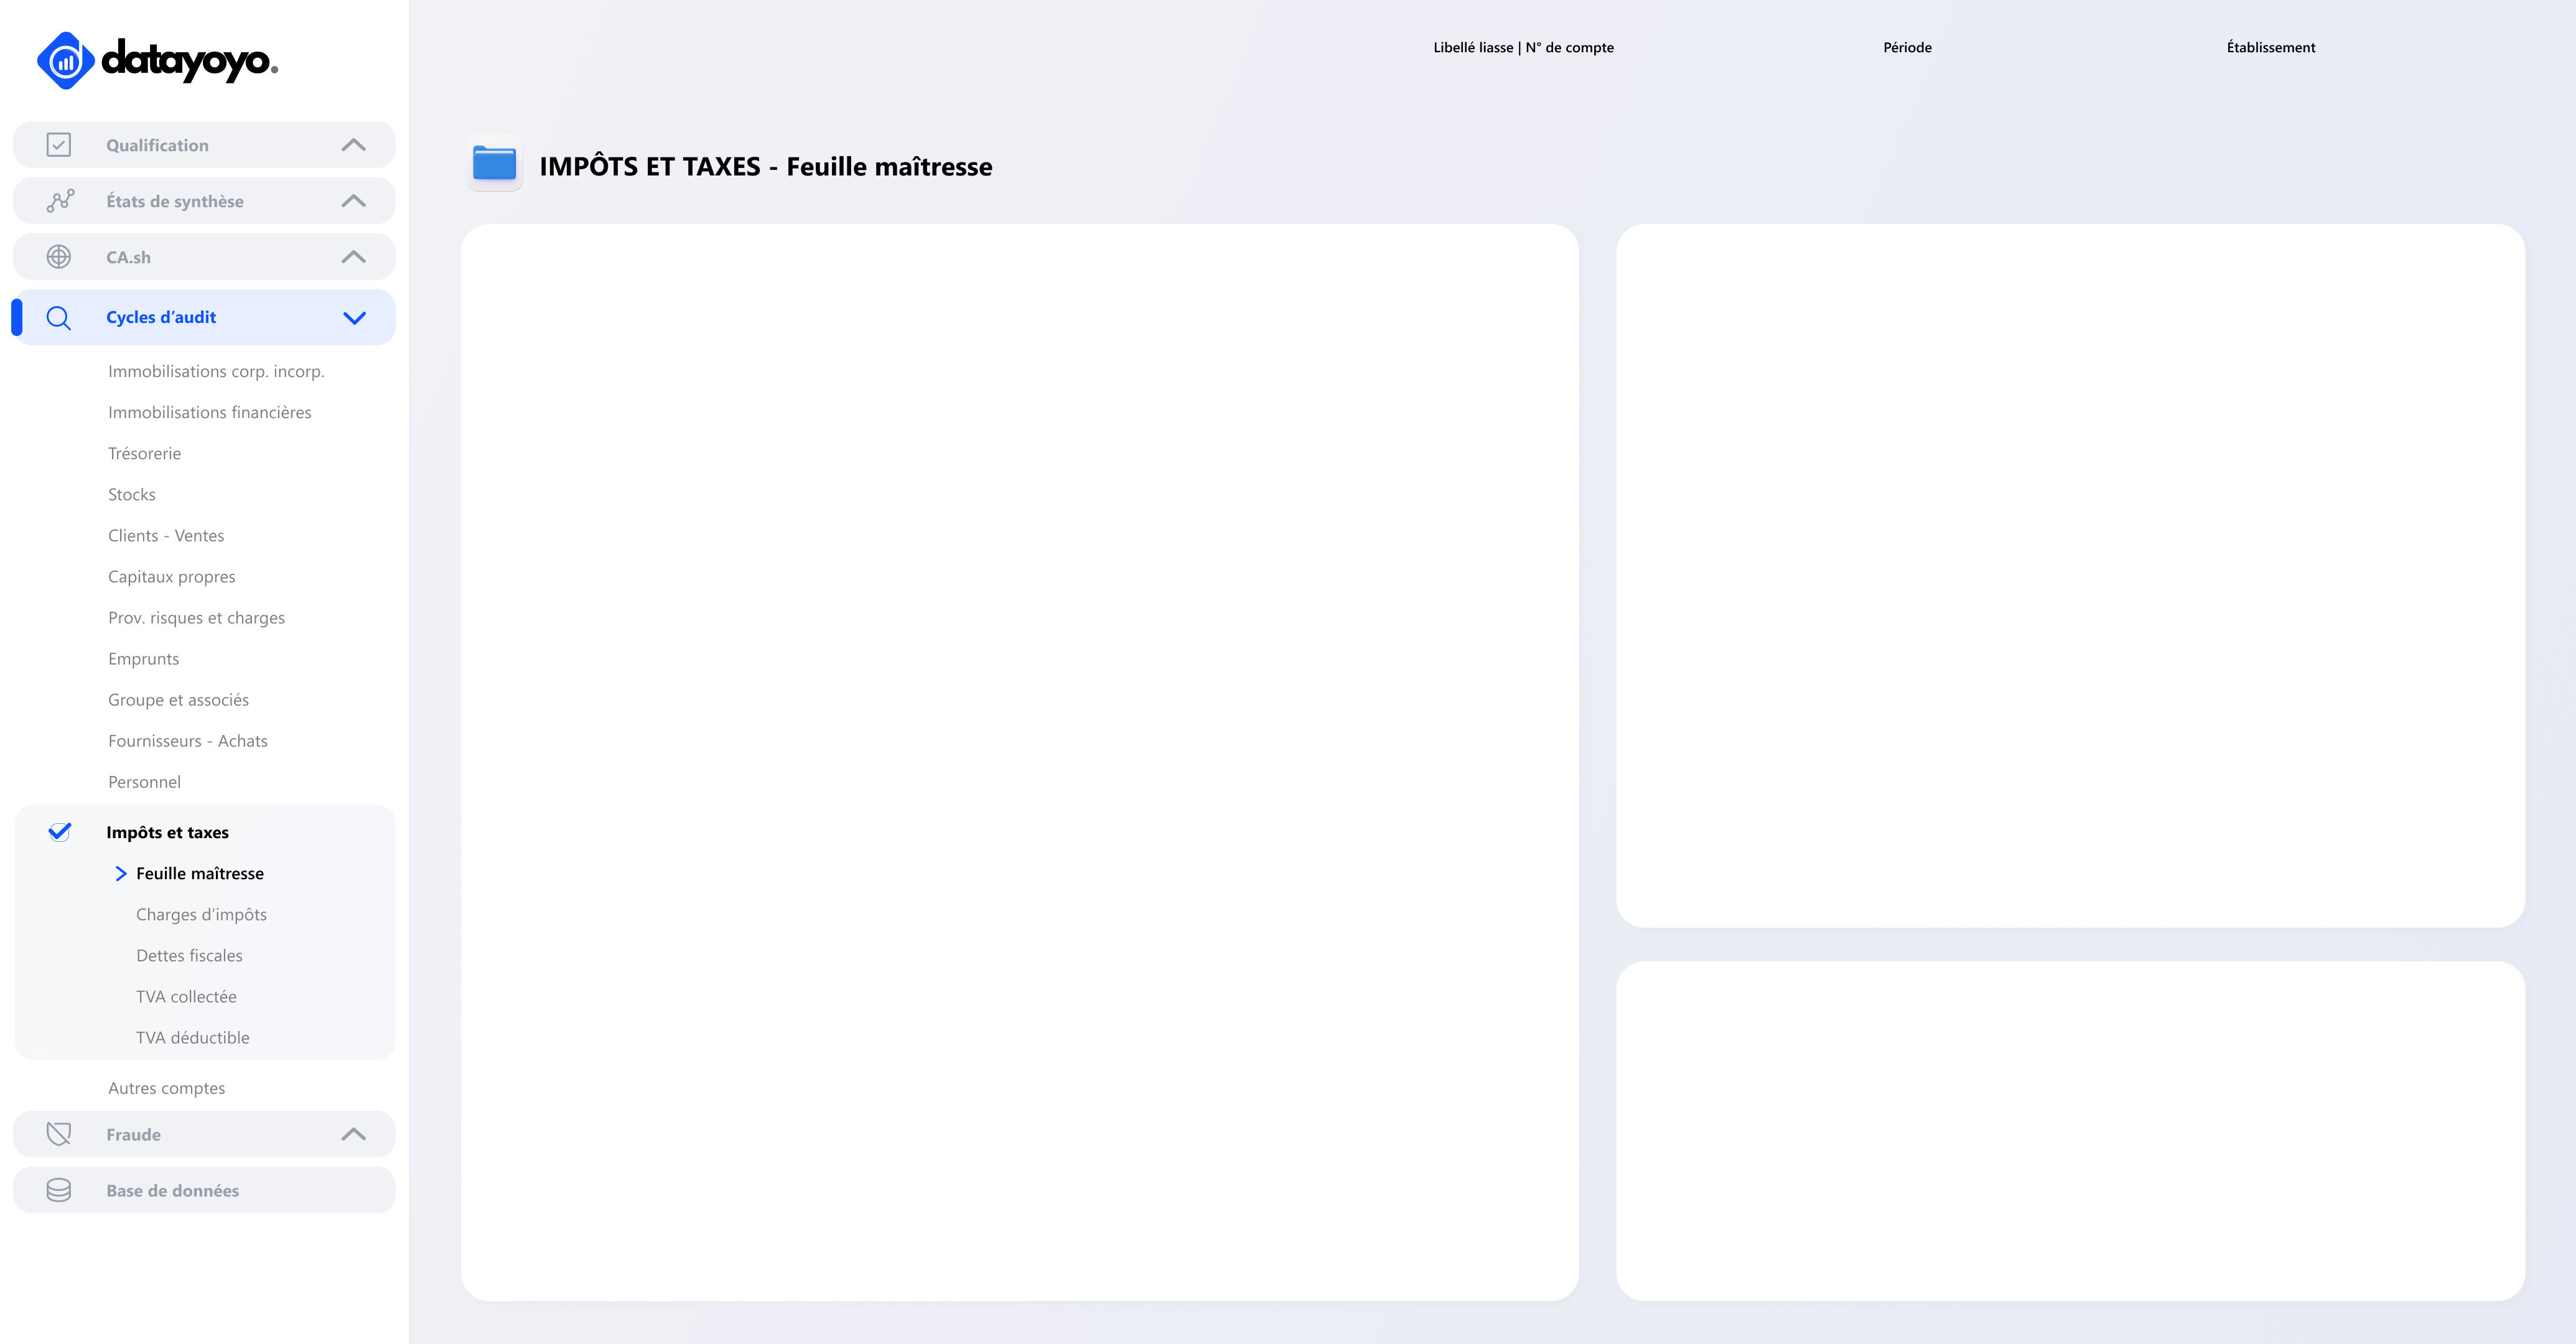 datayoyo.
Qualification
États de synthèse
CA.sh
Cycles d’audit
Immobilisations corp. incorp.
Immobilisations financières
Trésorerie
Stocks
Clients - Ventes
Capitaux propres
Prov. risques et charges
Emprunts
Groupe et associés
Fournisseurs - Achats
Personnel
Impôts et taxes
Feuille maîtresse
Charges d’impôts
Dettes fiscales
TVA collectée
TVA déductible
Autres comptes
Fraude
Base de données
Libellé liasse | N° de compte
Période
Établissement
IMPÔTS ET TAXES - Feuille maîtresse